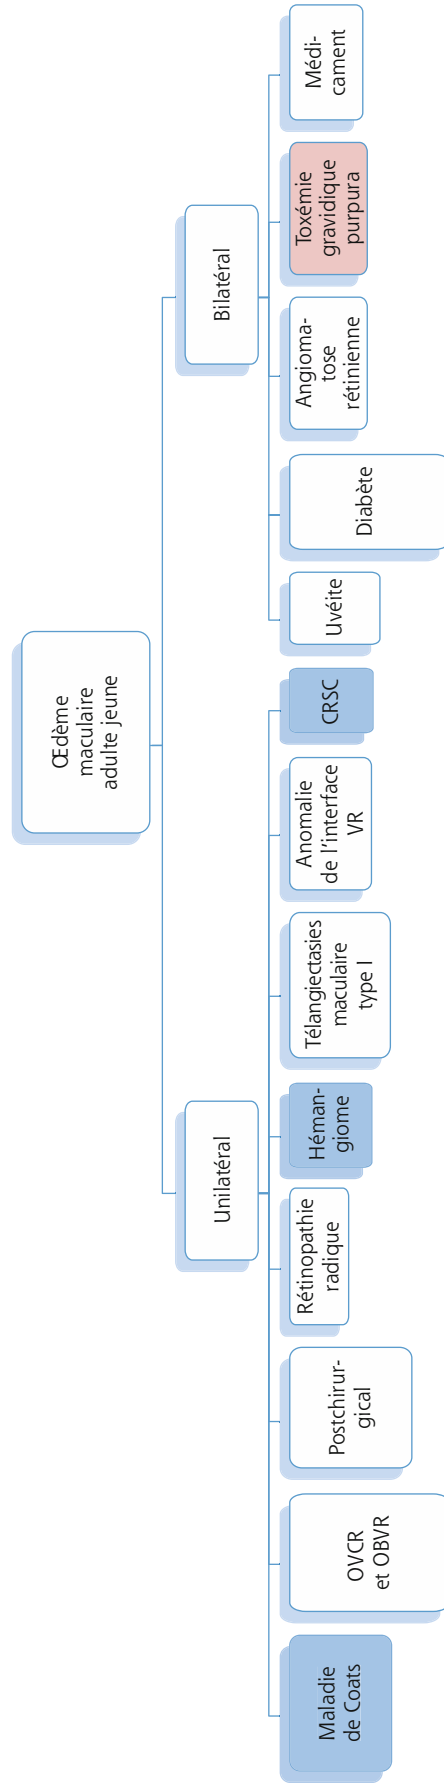 Œdème
maculaire
adulte jeune
Unilatéral
Bilatéral
Maladie
de Coats
OVCR
et OBVR
Postchirur-
gical
Rétinopathie
radique
Héman-
giome
Télangiectasies
maculaire
type I
Anomalie
de l'interface
VR
CRSC
Uvéite
Diabète
Angioma-
tose
rétinienne
Toxémie
gravidique
purpura
Médi-
cament